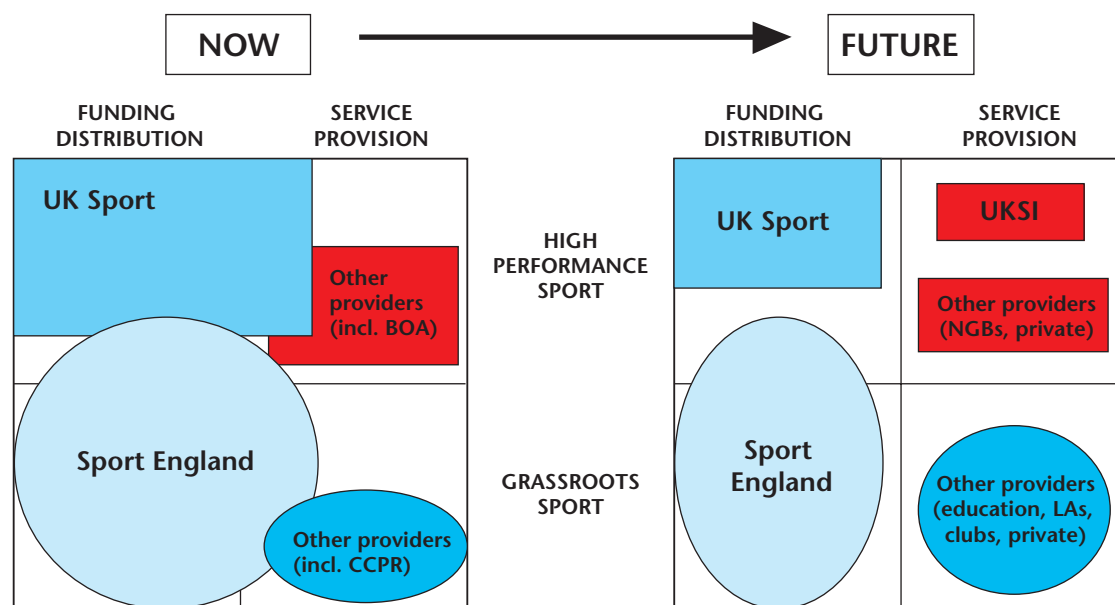 NOW
FUTURE
FUNDING
DISTRIBUTION
SERVICE
PROVISION
FUNDING
DISTRIBUTION
SERVICE
PROVISION
UK Sport
Other
providers
(incl. BOA)
HIGH
PERFORMANCE
SPORT
UK Sport
UKSI
Other providers
(NGBs, private)
Sport England
Other providers
(incl. CCPR)
GRASSROOTS
SPORT
Sport
England
Other providers
(education, LAs,
clubs, private)